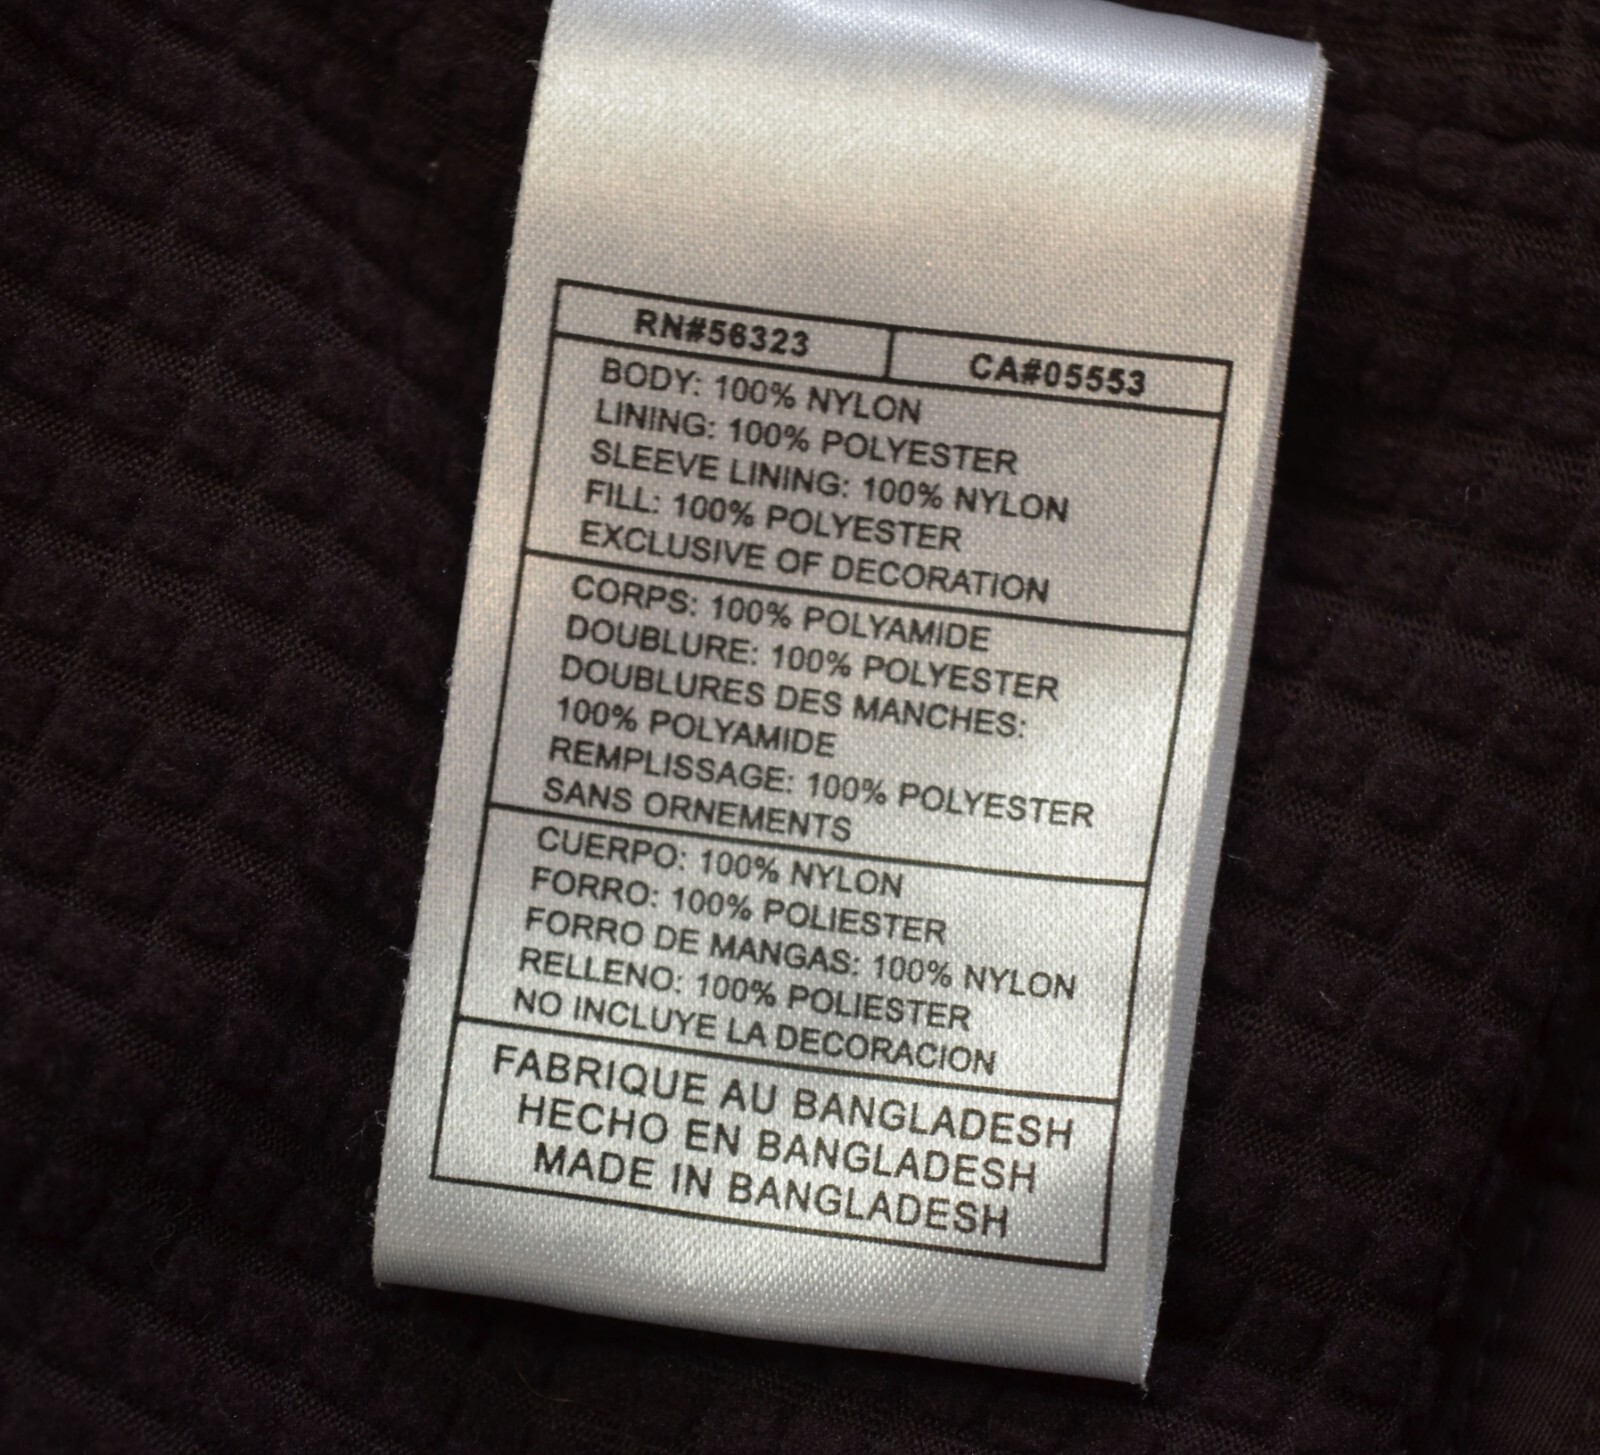 RN#56323 CA#05553
BODY: 100% NYLON
LINING: 100% POLYESTER
SLEEVE LINING: 100% NYLON
FILL: 100% POLYESTER
EXCLUSIVE OF DECORATION
CORPS: 100% POLYAMIDE
DOUBLURE: 100% POLYESTER
DOUBLURES DES MANCHES:
100% POLYAMIDE
REMPLISSAGE: 100% POLYESTER
SANS ORNEMENTS
CUERPO: 100% NYLON
FORRO: 100% POLIESTER
FORRO DE MANGAS: 100% NYLON
RELLENO: 100% POLIESTER
NO INCLUYE LA DECORACION
FABRIQUE AU BANGLADESH
HECHO EN BANGLADESH
MADE IN BANGLADESH